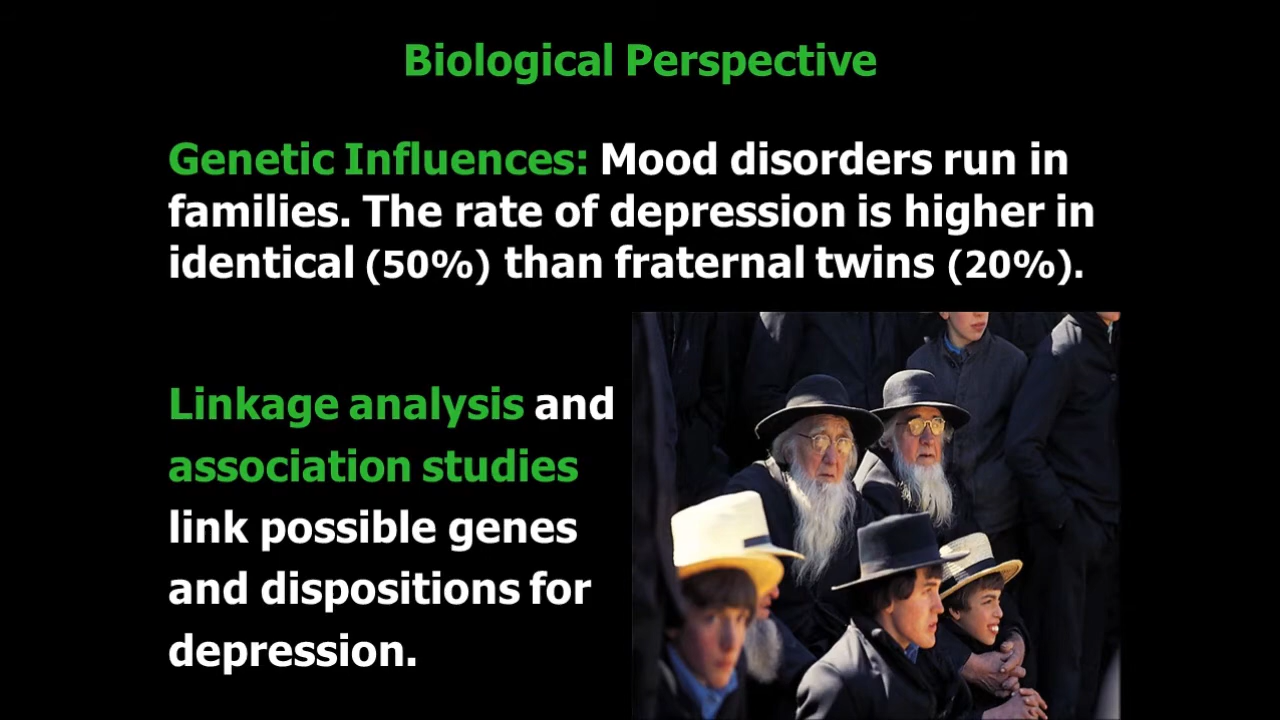 Biological Perspective
Genetic Influences: Mood disorders run in
families. The rate of depression is higher in
identical (50%) than fraternal twins (20%).
Linkage analysis and
association studies
link possible genes
and dispositions for
depression.